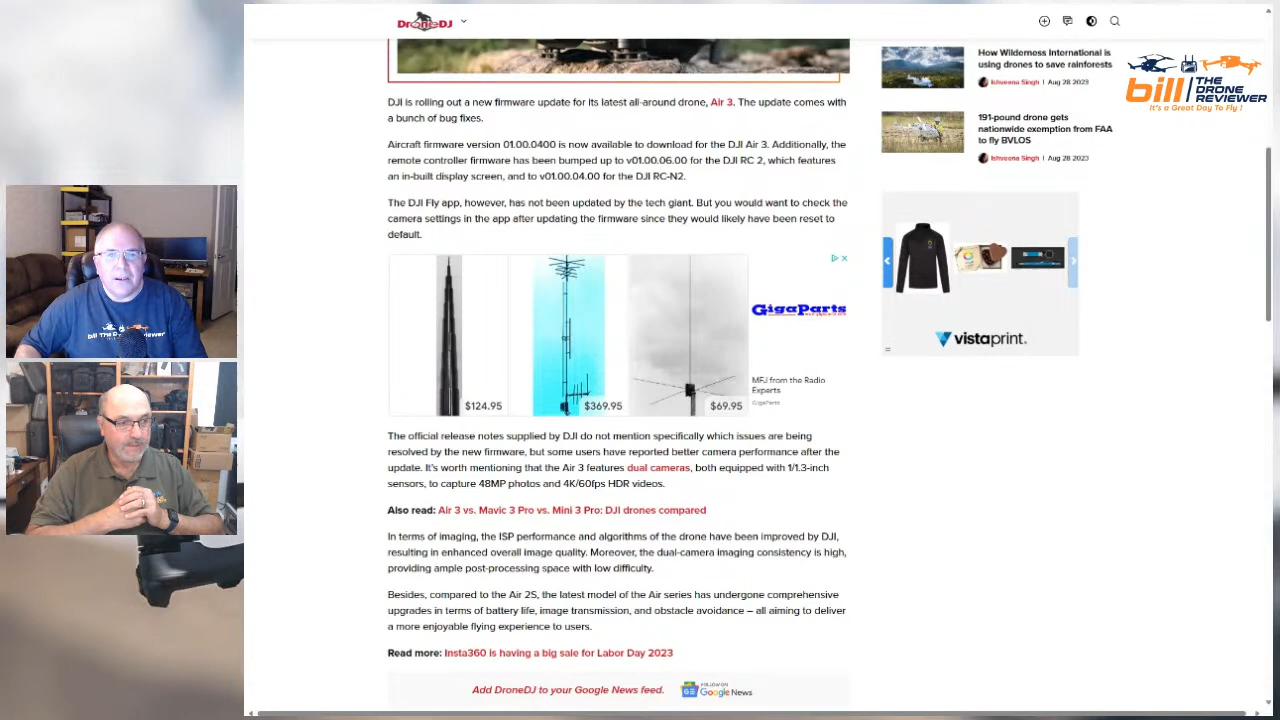 DroneDJ
DJI is rolling out a new firmware update for its latest all-around drone, Air 3. The update comes with
a bunch of bug fixes.
Aircraft firmware version 01.00.0400 is now available to download for the DJI Air 3. Additionally, the
remote controller firmware has been bumped up to v01.00.06.00 for the DJI RC 2, which features
an in-built display screen, and to v01.00.04.00 for the DJI RC-N2.
The DJI Fly app, however, has not been updated by the tech giant. But you would want to check the
camera settings in the app after updating the firmware since they would likely have been reset to
default.
$124.95
$369.95
$69.95
GigaParts
MFJ from the Radio
Experts
GigaParts
The official release notes supplied by DJI do not mention specifically which issues are being
resolved by the new firmware, but some users have reported better camera performance after the
update. It's worth mentioning that the Air 3 features dual cameras, both equipped with 1/1.3-inch
sensors, to capture 48MP photos and 4K/60fps HDR videos.
Also read: Air 3 vs. Mavic 3 Pro vs. Mini 3 Pro: DJI drones compared
In terms of imaging, the ISP performance and algorithms of the drone have been improved by DJI,
resulting in enhanced overall image quality. Moreover, the dual-camera imaging consistency is high,
providing ample post-processing space with low difficulty.
Besides, compared to the Air 2S, the latest model of the Air series has undergone comprehensive
upgrades in terms of battery life, image transmission, and obstacle avoidance – all aiming to deliver
a more enjoyable flying experience to users.
Read more: Insta360 is having a big sale for Labor Day 2023
Add DroneDJ to your Google News feed.
FOLLOW ON
Google News
How Wilderness International is
using drones to save rainforests
Ishveena Singh | Aug 28 2023
191-pound drone gets
nationwide exemption from FAA
to fly BVLOS
Ishveena Singh | Aug 28 2023
vistaprint.
bill THE DRONE REVIEWER
It's a Great Day To Fly !
bill THE DRONE REVIEWER